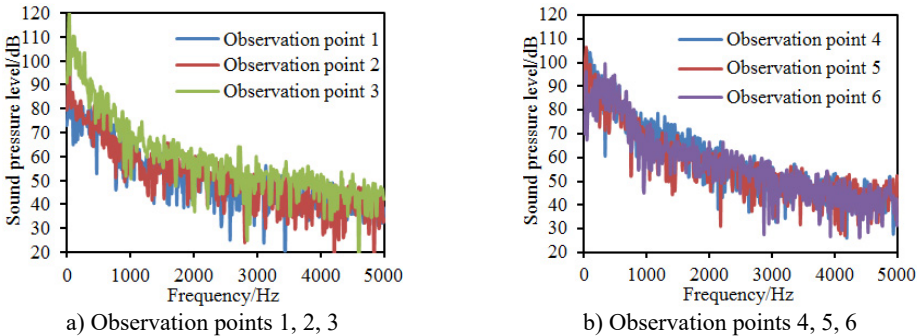 120
110
100
90
80
70
60
50
40
30
20
Sound pressure level/dB
Observation point 1
Observation point 2
Observation point 3
0 1000 2000 3000 4000 5000
Frequency/Hz
a) Observation points 1, 2, 3
120
110
100
90
80
70
60
50
40
30
20
Sound pressure level/dB
Observation point 4
Observation point 5
Observation point 6
0 1000 2000 3000 4000 5000
Frequency/Hz
b) Observation points 4, 5, 6